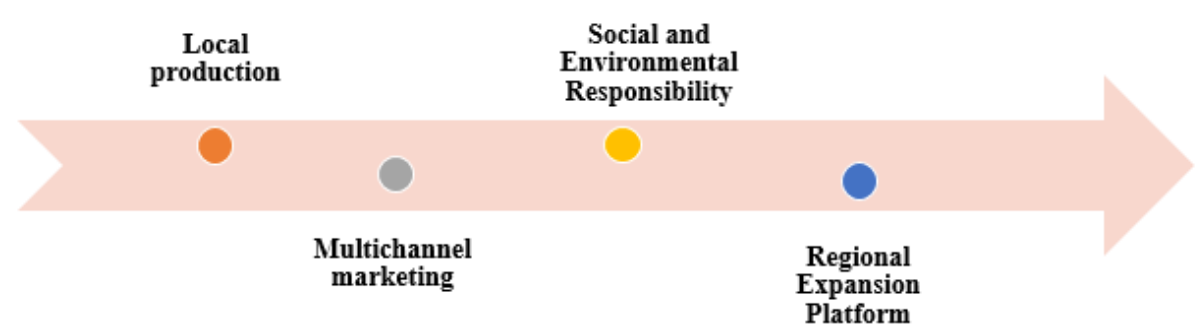 Local
production
Multichannel
marketing
Social and
Environmental
Responsibility
Regional
Expansion
Platform